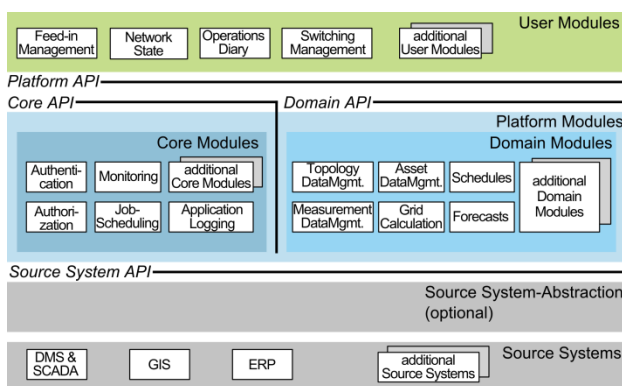 User Modules
Feed-in
Management
Network
State
Operations
Diary
Switching
Management
additional
User Modules
Platform API
Core API
Domain API
Platform Modules
Core Modules
Domain Modules
Authenti-
cation
Monitoring
additional
Core Modules
Authori-
zation
Job-
Scheduling
Application
Logging
Topology
DataMgmt.
Asset
DataMgmt.
Schedules
additional
Domain
Modules
Measurement
DataMgmt.
Grid
Calculation
Forecasts
Source System API
Source System-Abstraction
(optional)
Source Systems
DMS &
SCADA
GIS
ERP
additional
Source Systems